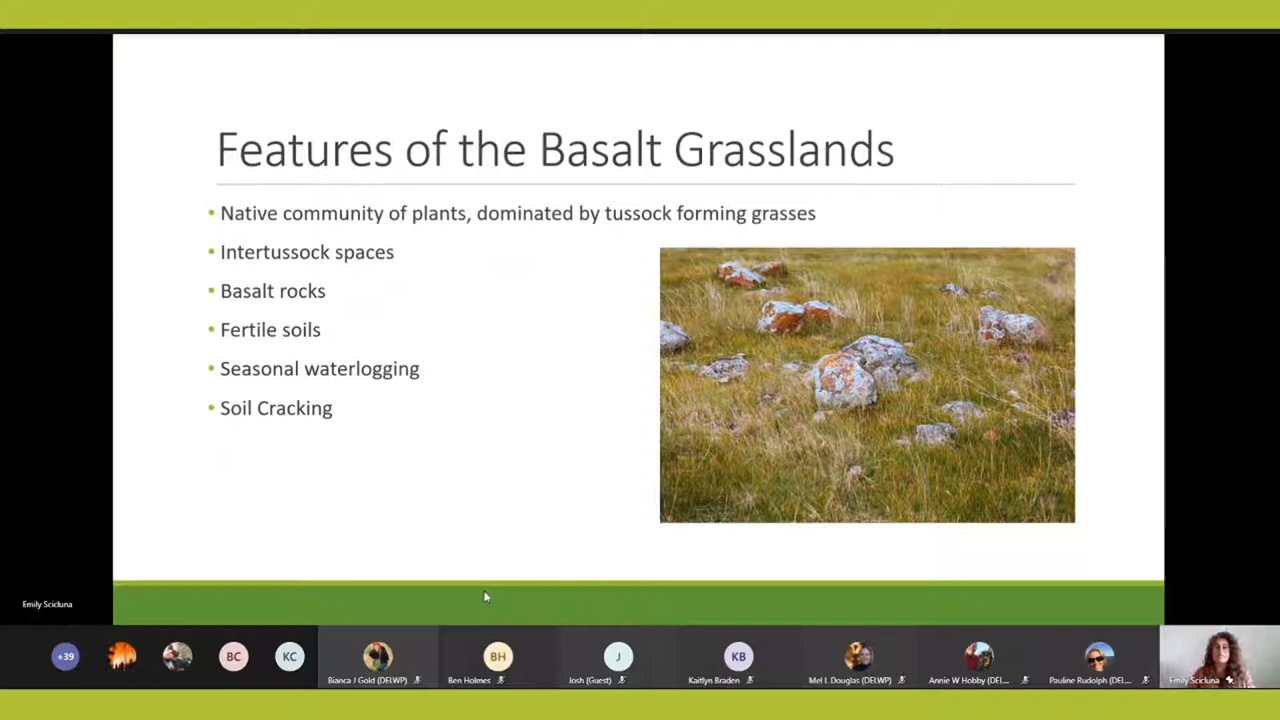 Features of the Basalt Grasslands
• Native community of plants, dominated by tussock forming grasses
• Intertussock spaces
• Basalt rocks
• Fertile soils
• Seasonal waterlogging
• Soil Cracking
Emily Scicluna
+39
BC
KC
BH
J
KB
Bianca J Gold (DELWP)
Ben Holmes
Josh (Guest)
Kaitlyn Braden
Mel L Douglas (DELWP)
Annie W Hobby (DEL...
Pauline Rudolph (DEL...
Emily Scicluna